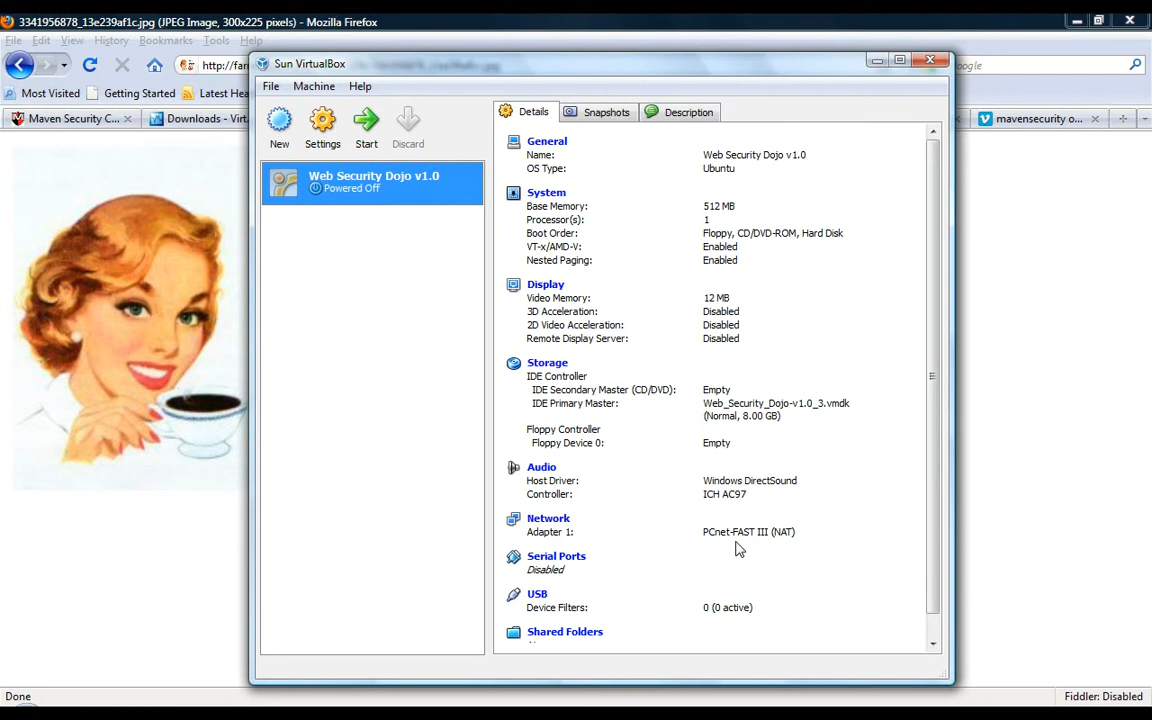 3341956878_13e239af1c.jpg (JPEG Image, 300x225 pixels) - Mozilla Firefox
File Edit View History Bookmarks Tools Help
http://far
oogle
Most Visited Getting Started Latest Hea
Maven Security C... Downloads - Virt. mavensecurity o...
Sun VirtualBox
File Machine Help
New Settings Start Discard
Details Snapshots Description
Web Security Dojo v1.0
Powered Off
General
Name: Web Security Dojo v1.0
OS Type: Ubuntu
System
Base Memory: 512 MB
Processor(s): 1
Boot Order: Floppy, CD/DVD-ROM, Hard Disk
VT-x/AMD-V: Enabled
Nested Paging: Enabled
Display
Video Memory: 12 MB
3D Acceleration: Disabled
2D Video Acceleration: Disabled
Remote Display Server: Disabled
Storage
IDE Controller
IDE Secondary Master (CD/DVD): Empty
IDE Primary Master: Web_Security_Dojo-v1.0_3.vmdk
(Normal, 8.00 GB)
Floppy Controller
Floppy Device 0: Empty
Audio
Host Driver: Windows DirectSound
Controller: ICH AC97
Network
Adapter 1: PCnet-FAST III (NAT)
Serial Ports
Disabled
USB
Device Filters: 0 (0 active)
Shared Folders
Done Fiddler: Disabled